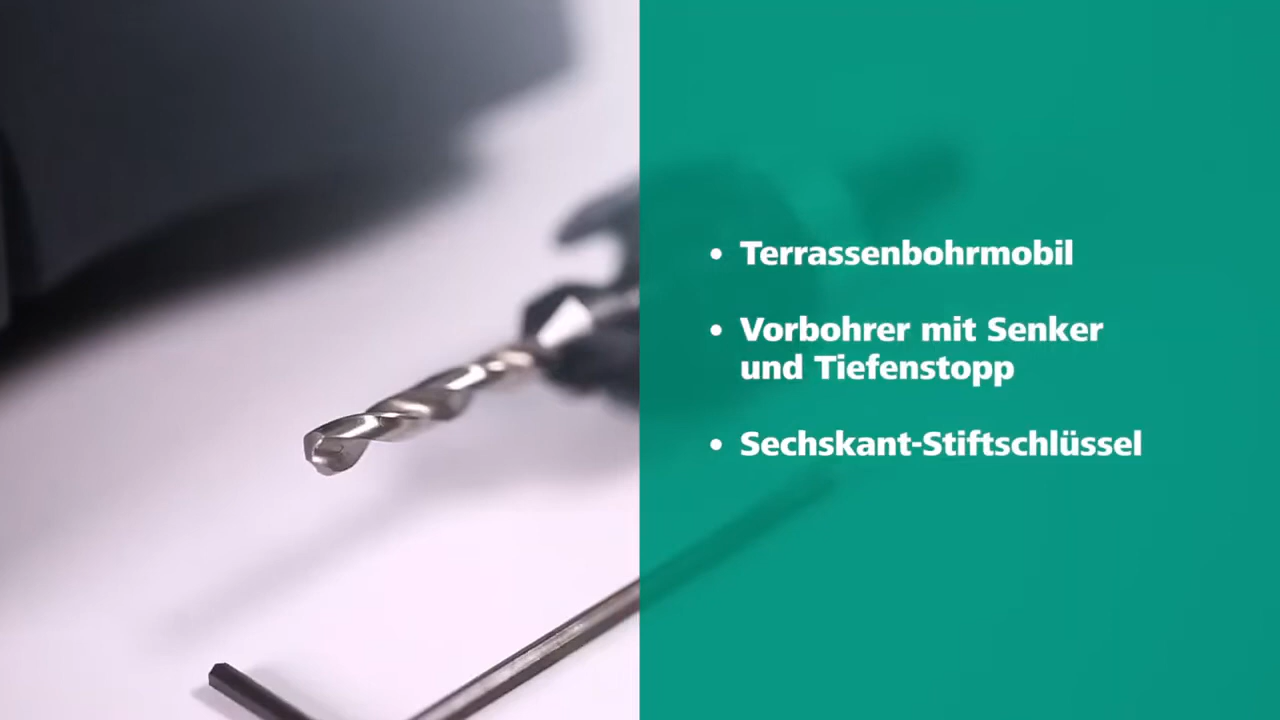 • Terrassenbohrmobil
• Vorbohrer mit Senker
und Tiefenstopp
• Sechskant-Stiftschlüssel